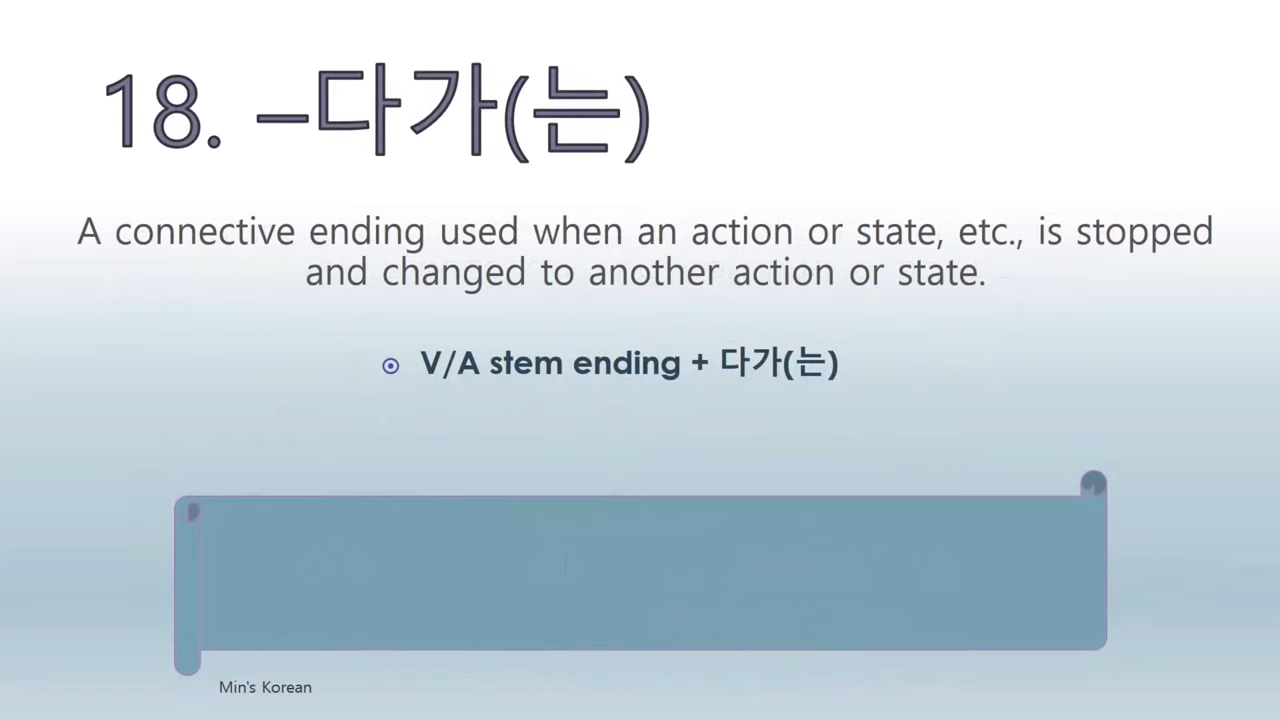 18. –다가(는)
A connective ending used when an action or state, etc., is stopped
and changed to another action or state.
V/A stem ending + 다가(는)
Min's Korean